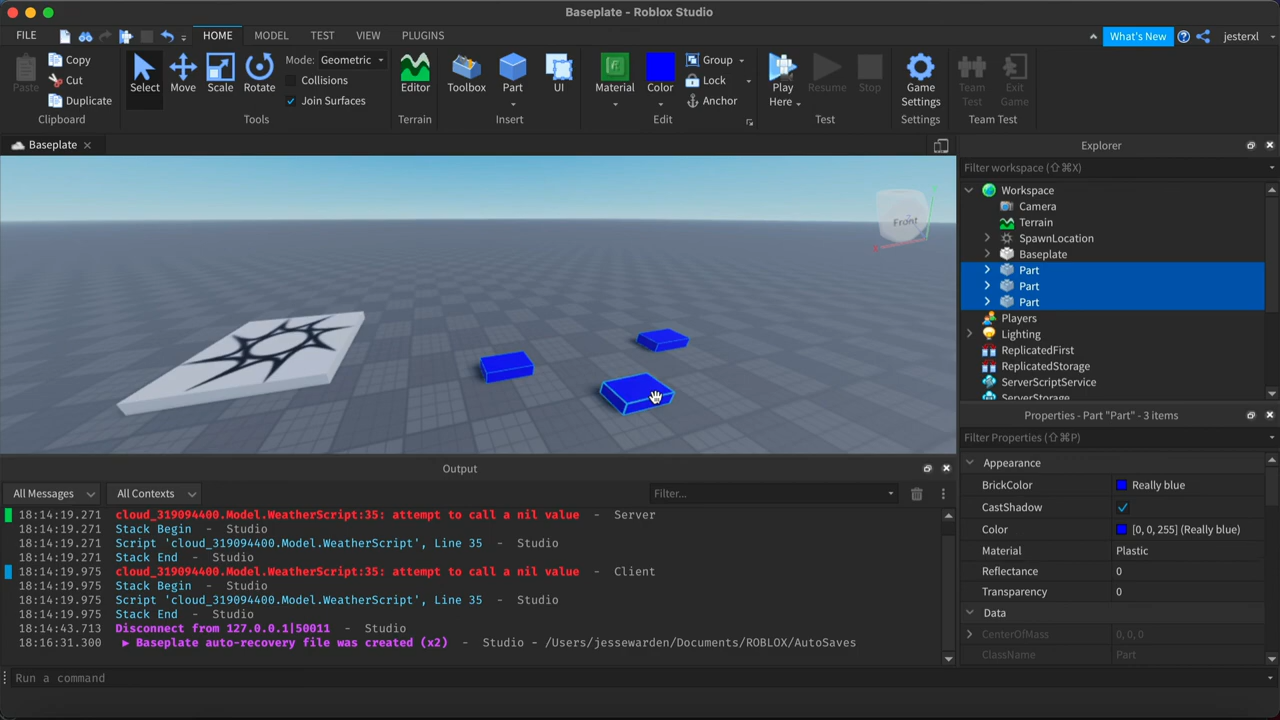 Baseplate - Roblox Studio
FILE HOME MODEL TEST VIEW PLUGINS What's New jesterxl
Paste Copy Cut Duplicate Clipboard
Select Move Scale Rotate Mode: Geometric Collisions Join Surfaces Tools
Editor Terrain
Toolbox Part UI Insert
Material Color Group Lock Anchor Edit
Play Here Resume Stop Test
Game Settings Settings
Team Test Exit Game Team Test
Baseplate
Front
Explorer
Filter workspace (⇧⌘X)
Workspace
Camera
Terrain
SpawnLocation
Baseplate
Part
Part
Part
Players
Lighting
ReplicatedFirst
ReplicatedStorage
ServerScriptService
ServerStorage
Properties - Part "Part" - 3 items
Filter Properties (⇧⌘P)
Appearance
BrickColor Really blue
CastShadow
Color [0, 0, 255] (Really blue)
Material Plastic
Reflectance 0
Transparency 0
Data
CenterOfMass 0, 0, 0
ClassName Part
Output
All Messages All Contexts Filter...
18:14:19.271 cloud_319094400.Model.WeatherScript:35: attempt to call a nil value - Server
18:14:19.271 Stack Begin - Studio
18:14:19.271 Script 'cloud_319094400.Model.WeatherScript', Line 35 - Studio
18:14:19.271 Stack End - Studio
18:14:19.975 cloud_319094400.Model.WeatherScript:35: attempt to call a nil value - Client
18:14:19.975 Stack Begin - Studio
18:14:19.975 Script 'cloud_319094400.Model.WeatherScript', Line 35 - Studio
18:14:19.975 Stack End - Studio
18:14:43.713 Disconnect from 127.0.0.1|50011 - Studio
18:16:31.300 ▶ Baseplate auto-recovery file was created (x2) - Studio - /Users/jessewarden/Documents/ROBLOX/AutoSaves
Run a command